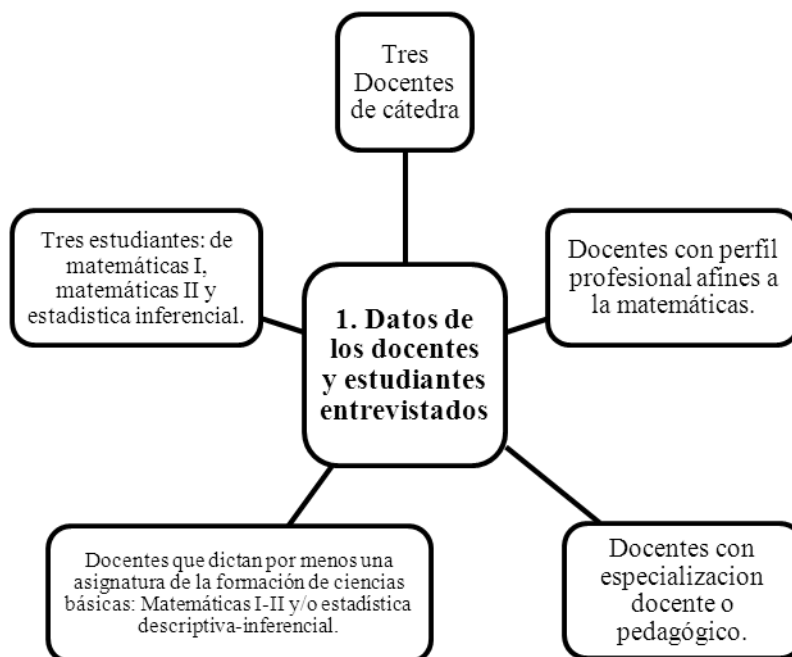 Tres
Docentes
de cátedra
Tres estudiantes: de
matemáticas I,
matemáticas II y
estadistica inferencial.
Docentes con perfil
profesional afines a
la matemáticas.
1. Datos de
los docentes
y estudiantes
entrevistados
Docentes que dictan por menos una
asignatura de la formación de ciencias
básicas: Matemáticas I-II y/o estadística
descriptiva-inferencial.
Docentes con
especializacion
docente o
pedagógico.